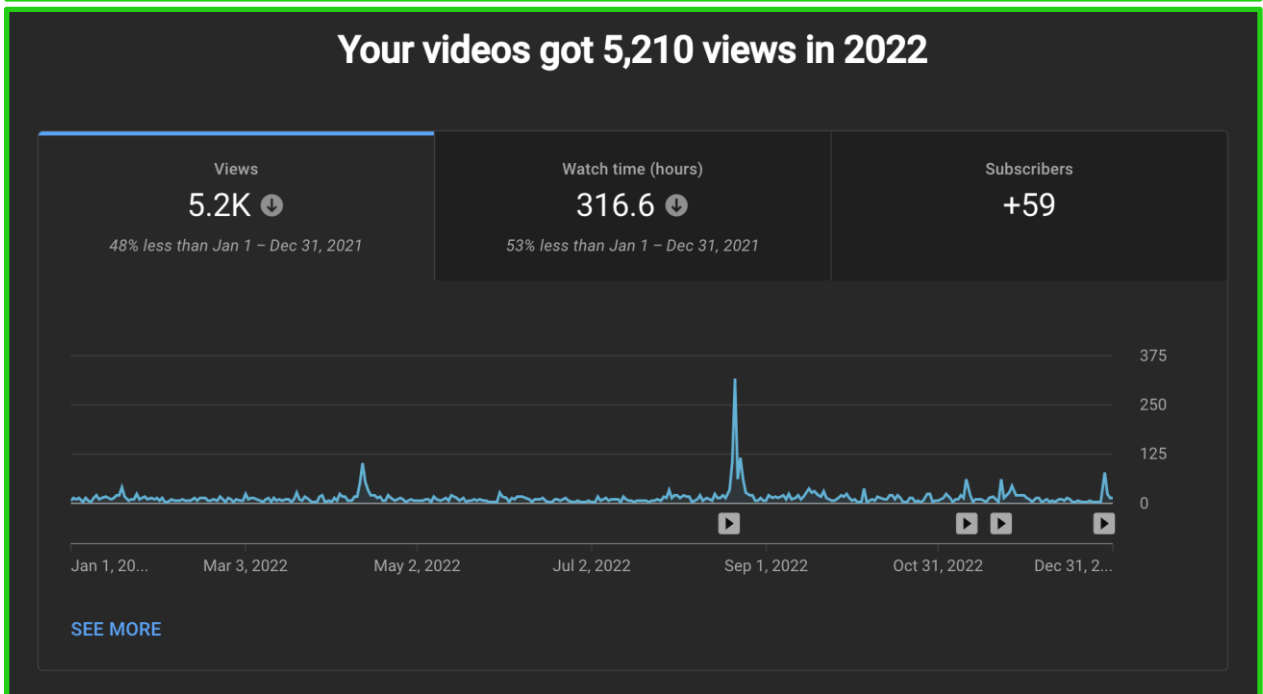 Your videos got 5,210 views in 2022
Views
5.2K
48% less than Jan 1 – Dec 31, 2021
Watch time (hours)
316.6
53% less than Jan 1 – Dec 31, 2021
Subscribers
+59
375
250
125
0
Jan 1, 20... Mar 3, 2022 May 2, 2022 Jul 2, 2022 Sep 1, 2022 Oct 31, 2022 Dec 31, 2...
SEE MORE